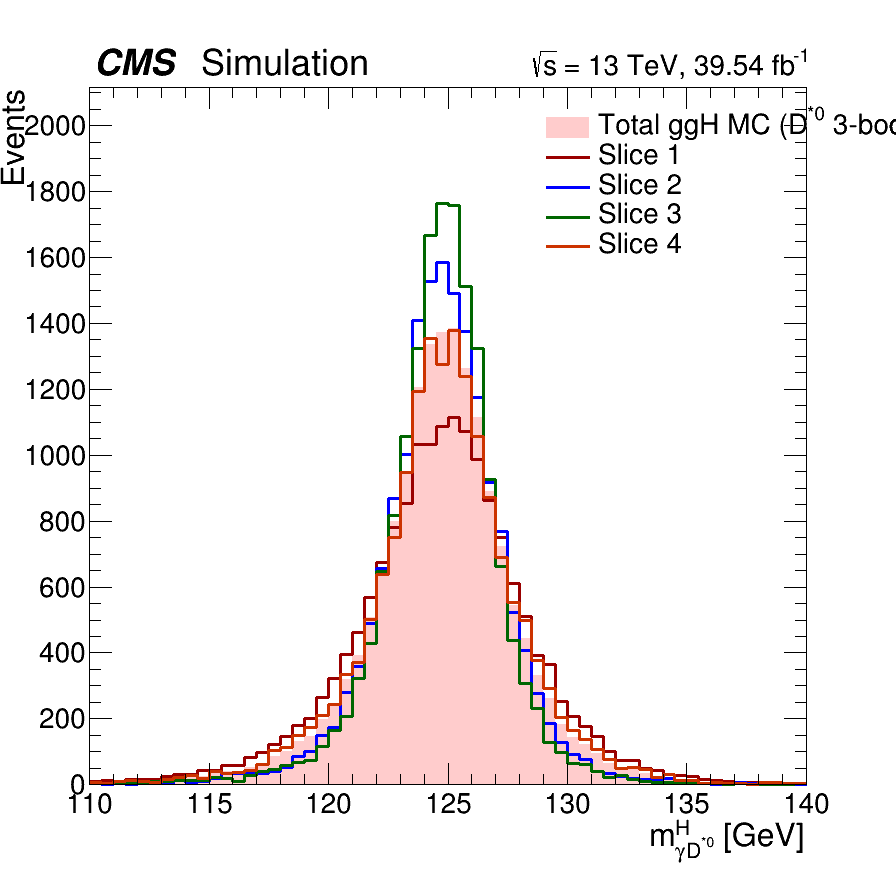 CMS Simulation
√s = 13 TeV, 39.54 fb⁻¹
Events
2000
1800
1600
1400
1200
1000
800
600
400
200
0
Total ggH MC (D*⁰ 3-bo
Slice 1
Slice 2
Slice 3
Slice 4
110 115 120 125 130 135 140
m^H_γD*⁰ [GeV]